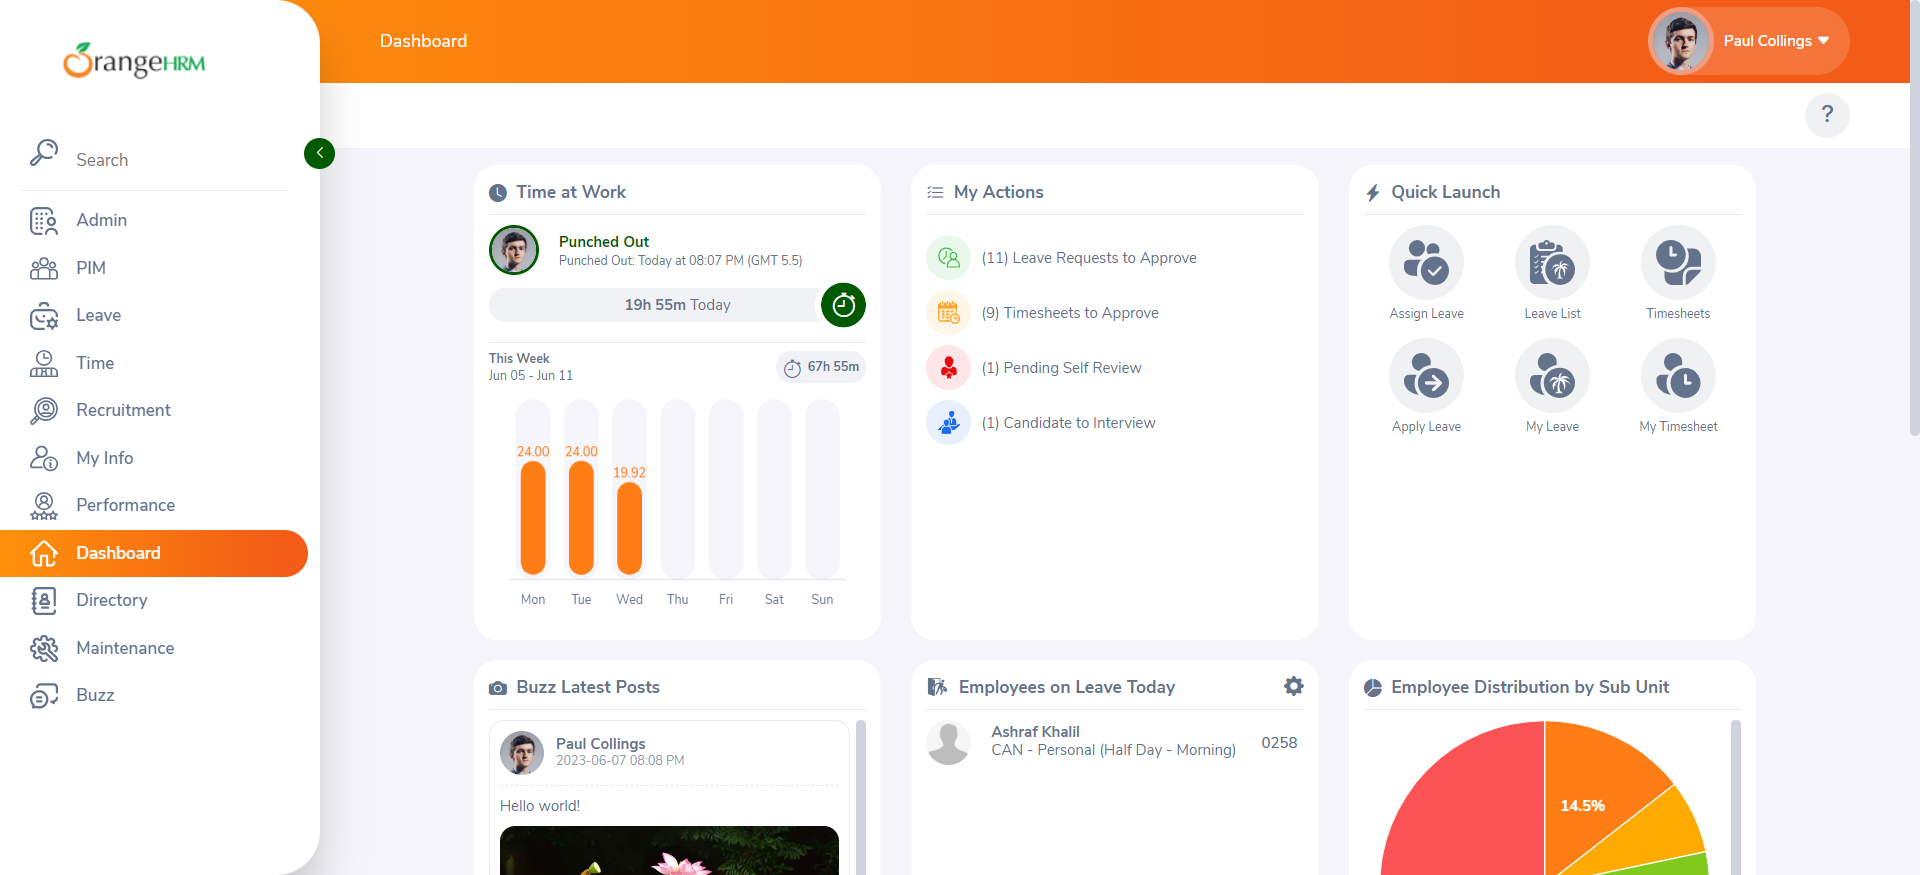 OrangeHRM
Dashboard
Paul Collings
?
Search
Admin
PIM
Leave
Time
Recruitment
My Info
Performance
Dashboard
Directory
Maintenance
Buzz
Time at Work
Punched Out
Punched Out: Today at 08:07 PM (GMT 5.5)
19h 55m Today
This Week
Jun 05 - Jun 11
67h 55m
24.00 24.00 19.92
Mon Tue Wed Thu Fri Sat Sun
My Actions
(11) Leave Requests to Approve
(9) Timesheets to Approve
(1) Pending Self Review
(1) Candidate to Interview
Quick Launch
Assign Leave Leave List Timesheets
Apply Leave My Leave My Timesheet
Buzz Latest Posts
Paul Collings
2023-06-07 08:08 PM
Hello world!
Employees on Leave Today
Ashraf Khalil
CAN - Personal (Half Day - Morning) 0258
Employee Distribution by Sub Unit
14.5%